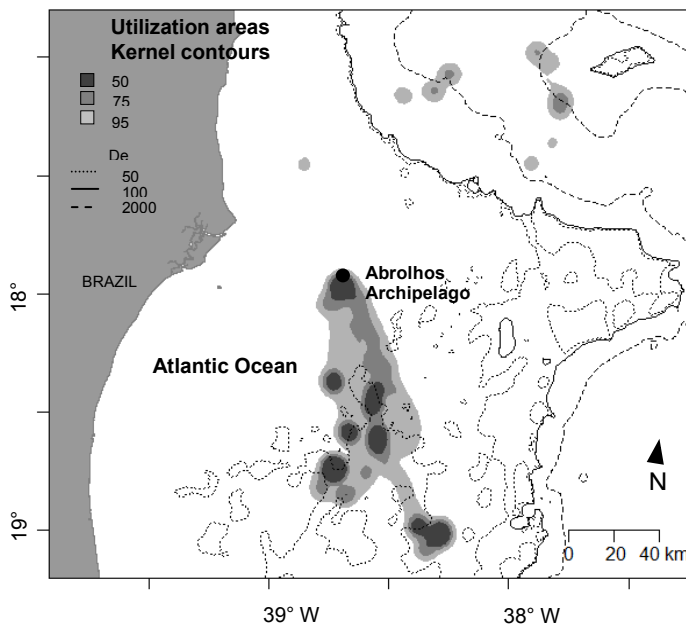 Utilization areas
Kernel contours
50
75
95
De
50
100
2000
BRAZIL
Abrolhos
Archipelago
18°
Atlantic Ocean
19°
N
0 20 40 km
39° W 38° W